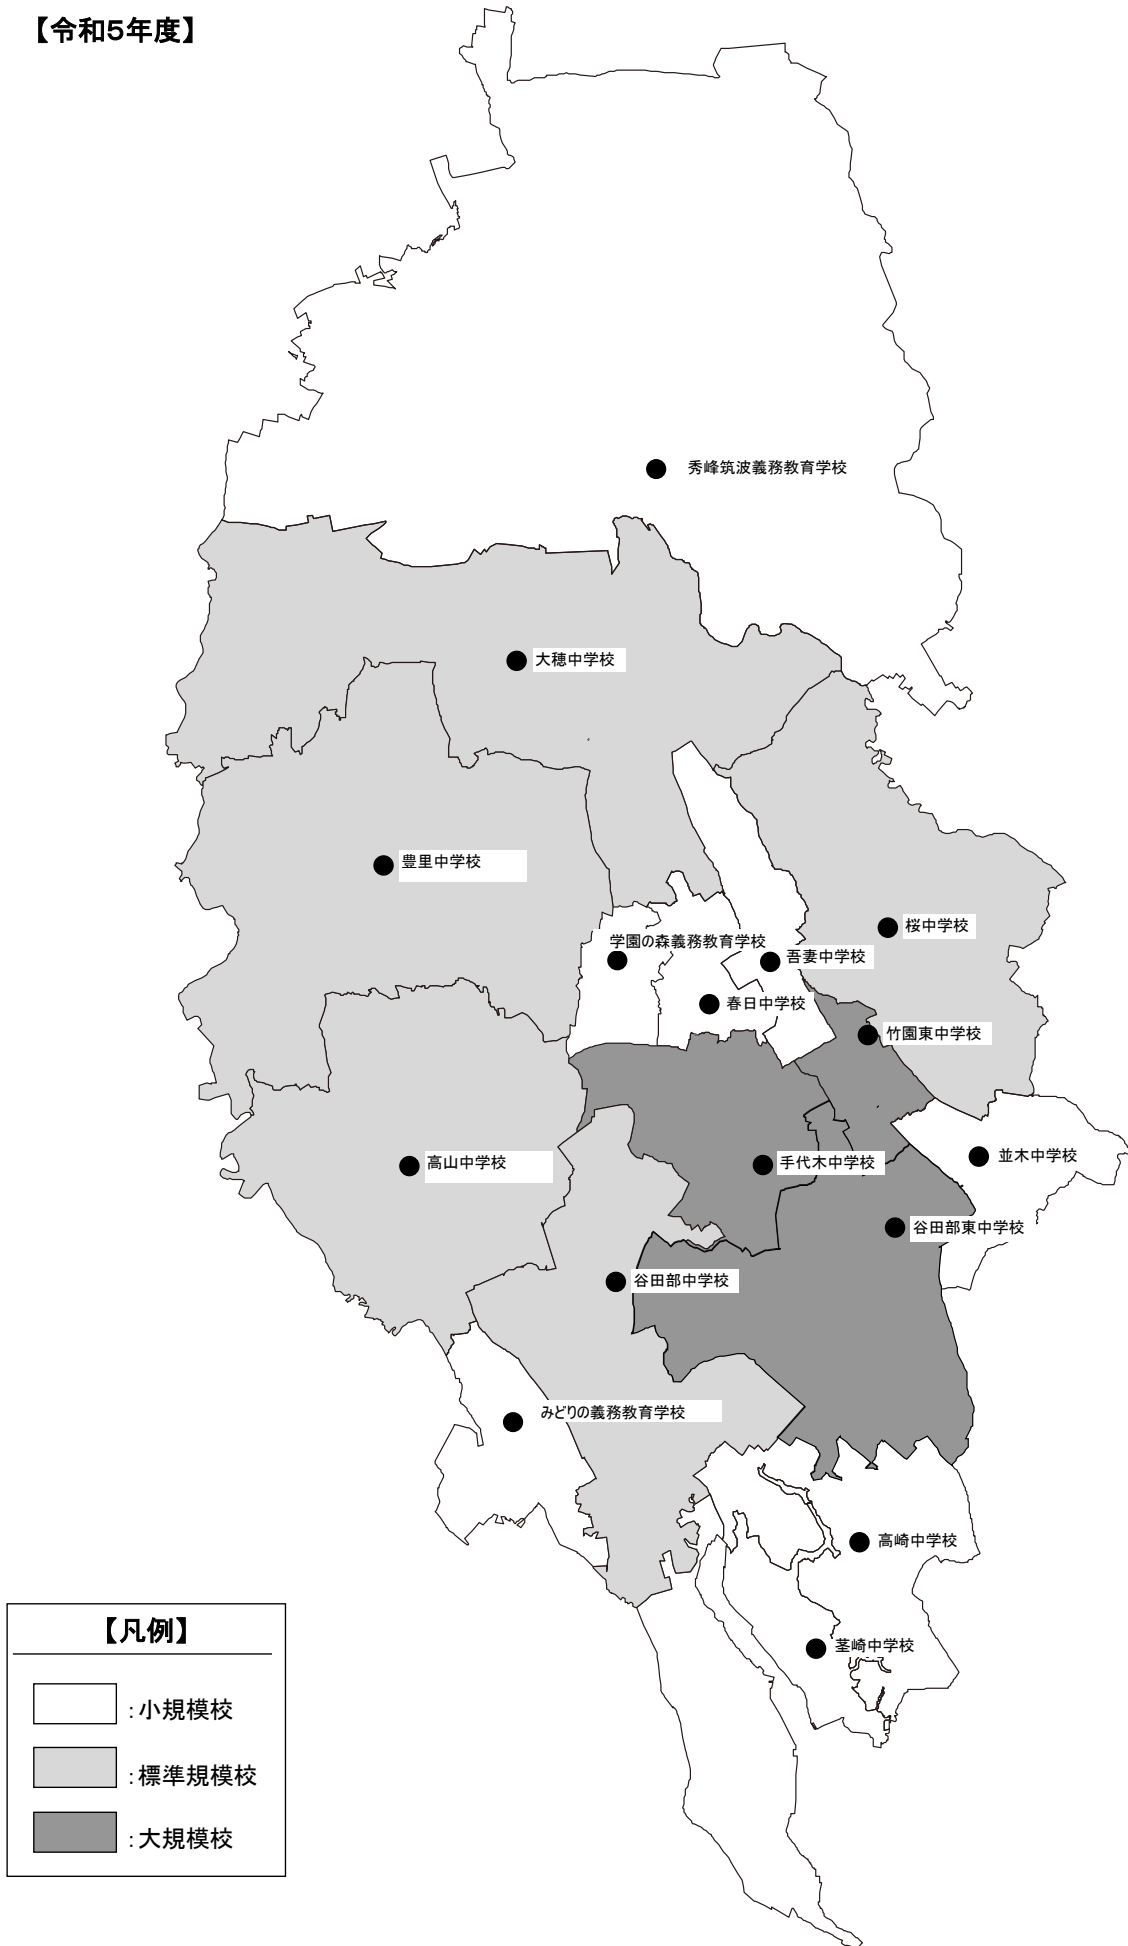 【令和5年度】
秀峰筑波義務教育学校
大穂中学校
豊里中学校
桜中学校
学園の森義務教育学校
吾妻中学校
春日中学校
竹園東中学校
並木中学校
高山中学校
手代木中学校
谷田部東中学校
谷田部中学校
みどりの義務教育学校
高崎中学校
茎崎中学校
【凡例】
:小規模校
:標準規模校
:大規模校